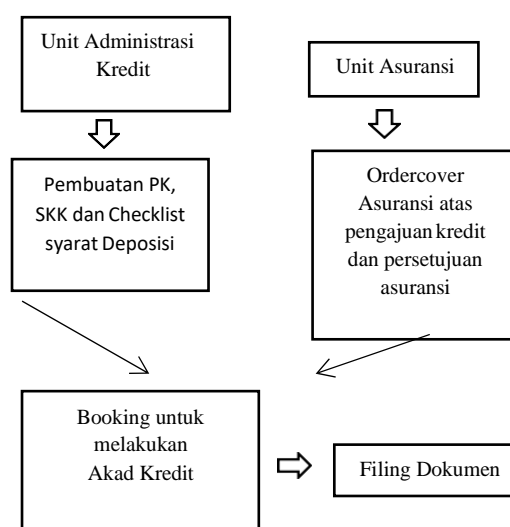 Unit Administrasi
Kredit
Unit Asuransi
Pembuatan PK,
SKK dan Checklist
syarat Deposisi
Ordercover
Asuransi atas
pengajuan kredit
dan persetujuan
asuransi
Booking untuk
melakukan
Akad Kredit
Filing Dokumen